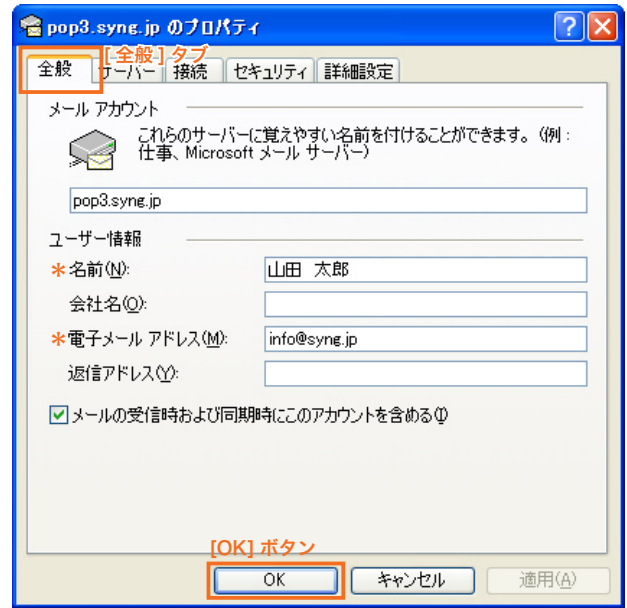 pop3.syng.jp のプロパティ
[ 全般 ] タブ
全般 サーバー 接続 セキュリティ 詳細設定
メール アカウント
これらのサーバーに覚えやすい名前を付けることができます。(例：
仕事、Microsoft メール サーバー)
pop3.syng.jp
ユーザー情報
*名前(N): 山田　太郎
会社名(O):
*電子メール アドレス(M): info@syng.jp
返信アドレス(Y):
メールの受信時および同期時にこのアカウントを含める(I)
[OK] ボタン
OK キャンセル 適用(A)